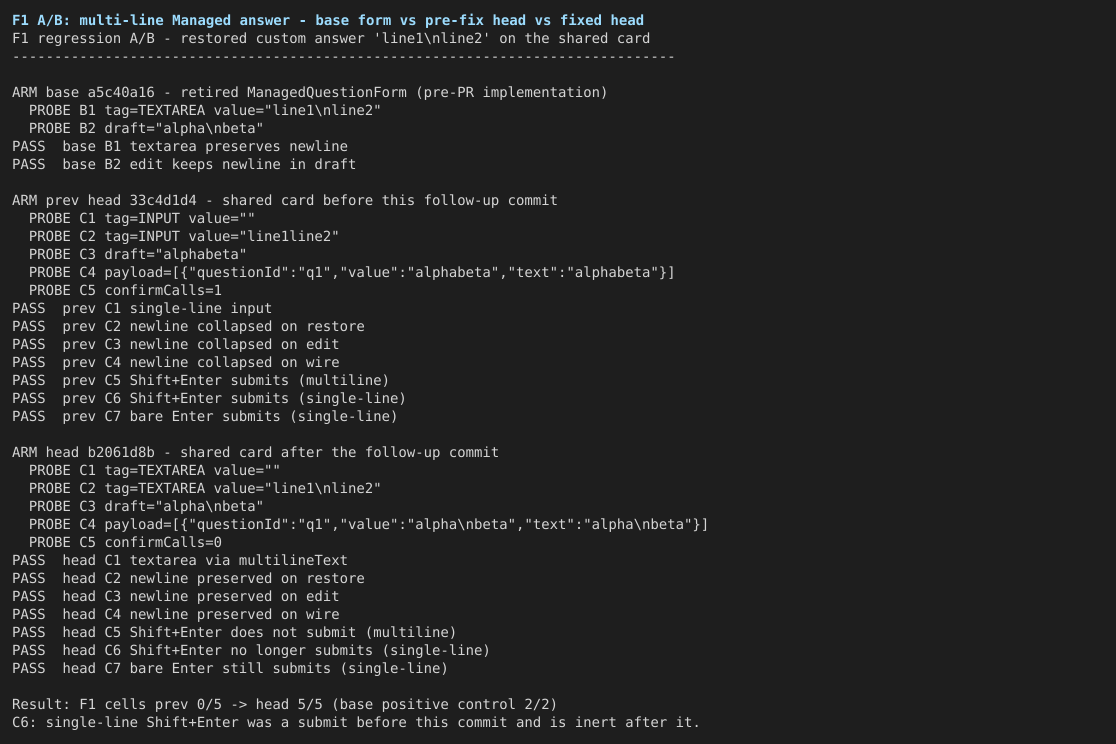 F1 A/B: multi-line Managed answer - base form vs pre-fix head vs fixed head
F1 regression A/B - restored custom answer 'line1\nline2' on the shared card
-------------------------------------------------------------------------------
ARM base a5c40a16 - retired ManagedQuestionForm (pre-PR implementation)
  PROBE B1 tag=TEXTAREA value="line1\nline2"
  PROBE B2 draft="alpha\nbeta"
PASS  base B1 textarea preserves newline
PASS  base B2 edit keeps newline in draft
ARM prev head 33c4d1d4 - shared card before this follow-up commit
  PROBE C1 tag=INPUT value=""
  PROBE C2 tag=INPUT value="line1line2"
  PROBE C3 draft="alphabeta"
  PROBE C4 payload=[{"questionId":"q1","value":"alphabeta","text":"alphabeta"}]
  PROBE C5 confirmCalls=1
PASS  prev C1 single-line input
PASS  prev C2 newline collapsed on restore
PASS  prev C3 newline collapsed on edit
PASS  prev C4 newline collapsed on wire
PASS  prev C5 Shift+Enter submits (multiline)
PASS  prev C6 Shift+Enter submits (single-line)
PASS  prev C7 bare Enter submits (single-line)
ARM head b2061d8b - shared card after the follow-up commit
  PROBE C1 tag=TEXTAREA value=""
  PROBE C2 tag=TEXTAREA value="line1\nline2"
  PROBE C3 draft="alpha\nbeta"
  PROBE C4 payload=[{"questionId":"q1","value":"alpha\nbeta","text":"alpha\nbeta"}]
  PROBE C5 confirmCalls=0
PASS  head C1 textarea via multilineText
PASS  head C2 newline preserved on restore
PASS  head C3 newline preserved on edit
PASS  head C4 newline preserved on wire
PASS  head C5 Shift+Enter does not submit (multiline)
PASS  head C6 Shift+Enter no longer submits (single-line)
PASS  head C7 bare Enter still submits (single-line)
Result: F1 cells prev 0/5 -> head 5/5 (base positive control 2/2)
C6: single-line Shift+Enter was a submit before this commit and is inert after it.